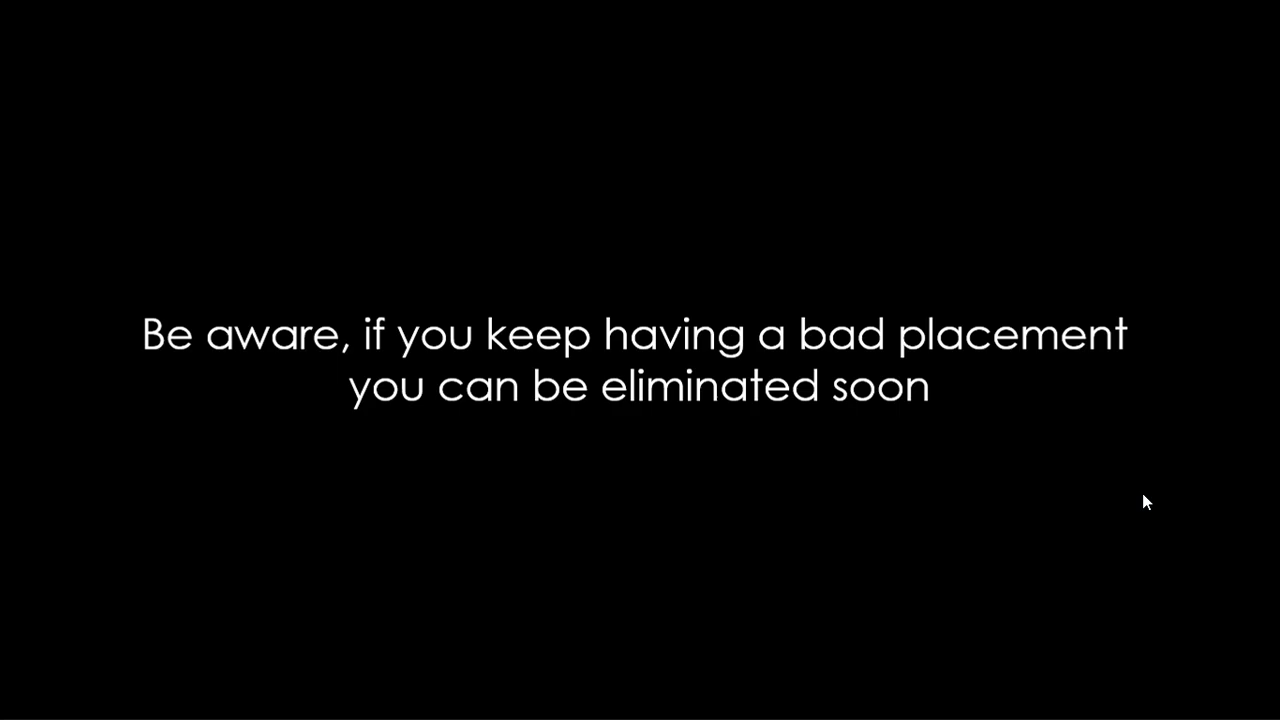 Be aware, if you keep having a bad placement
you can be eliminated soon